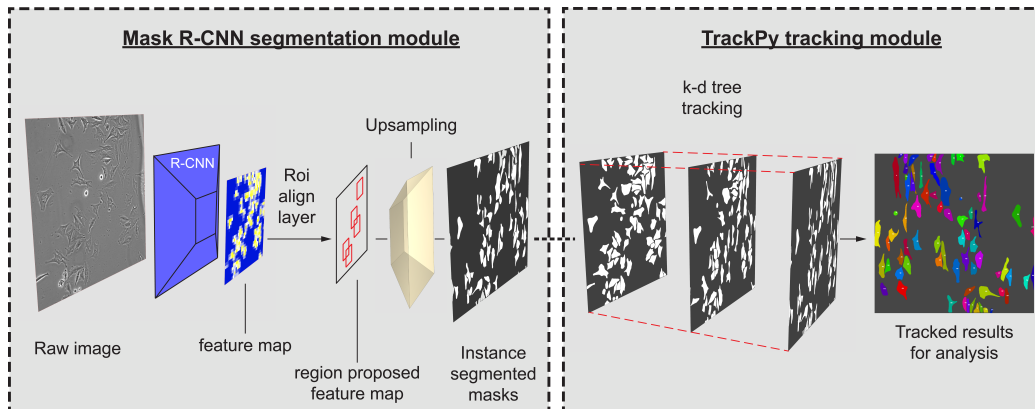 Mask R-CNN segmentation module
Raw image
R-CNN
feature map
Roi
align
layer
region proposed
feature map
Upsampling
Instance
segmented
masks
TrackPy tracking module
k-d tree
tracking
Tracked results
for analysis